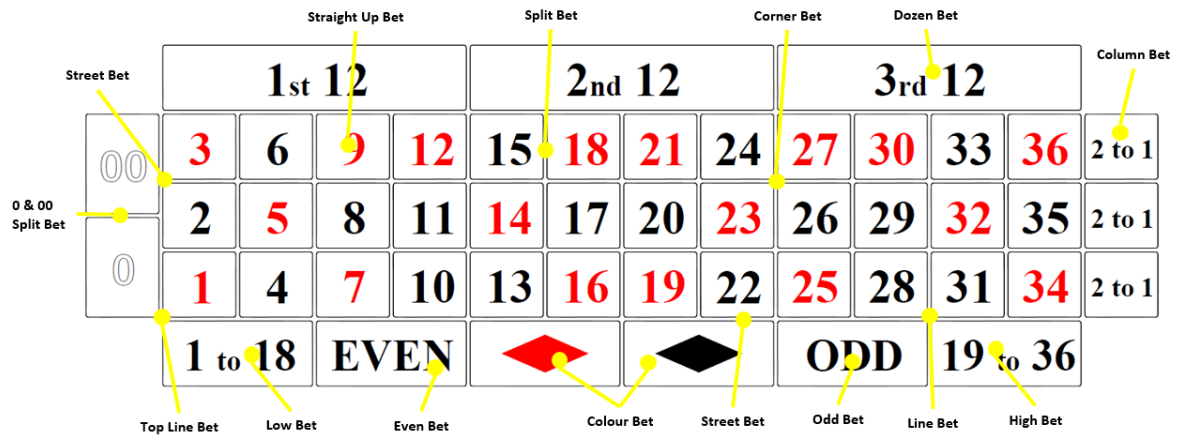 Straight Up Bet
Split Bet
Corner Bet
Dozen Bet
Column Bet
Street Bet
1st 12
2nd 12
3rd 12
00
3 6 9 12 15 18 21 24 27 30 33 36 2 to 1
0 & 00
Split Bet
2 5 8 11 14 17 20 23 26 29 32 35 2 to 1
0
1 4 7 10 13 16 19 22 25 28 31 34 2 to 1
1 to 18
EVEN
ODD
19 to 36
Top Line Bet
Low Bet
Even Bet
Colour Bet
Street Bet
Odd Bet
Line Bet
High Bet